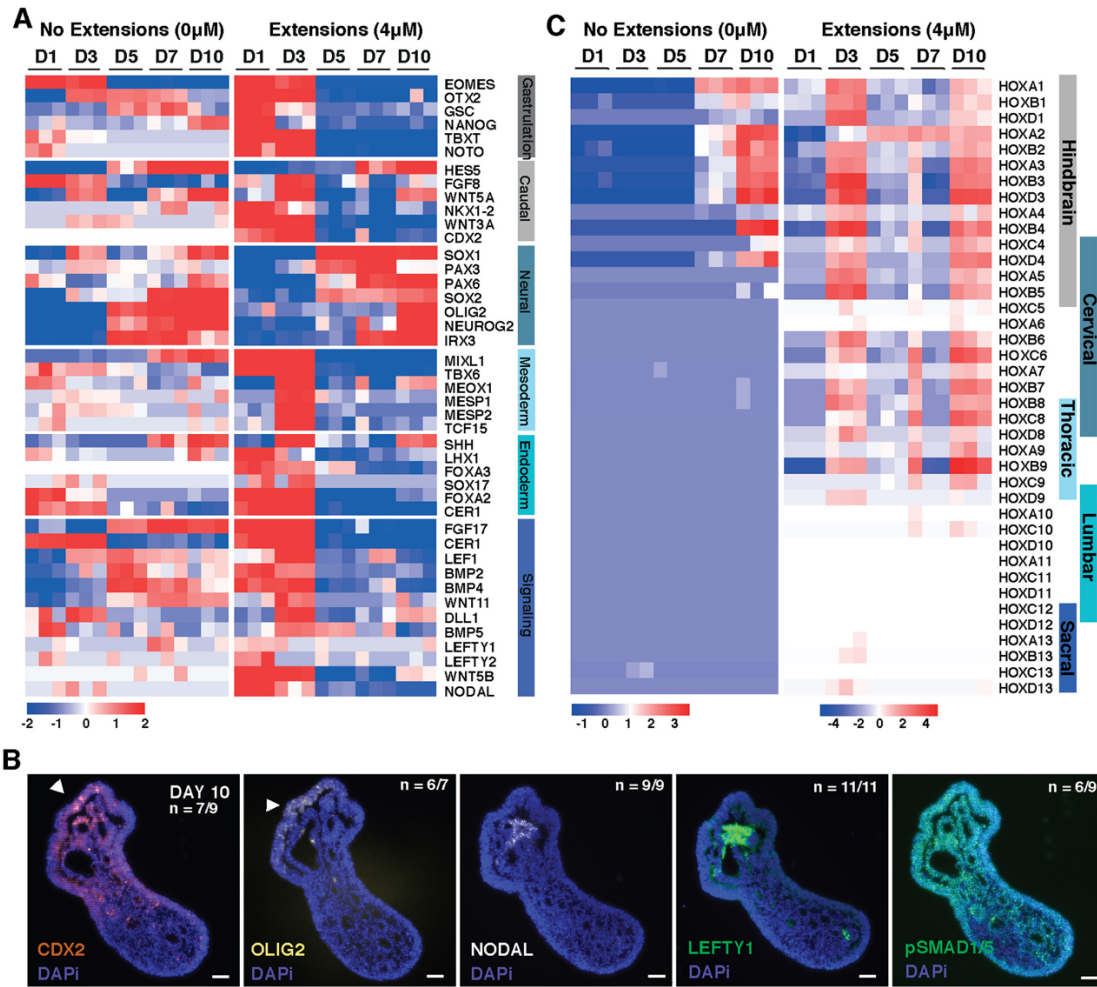 A
No Extensions (0µM)
Extensions (4µM)
D1 D3 D5 D7 D10
D1 D3 D5 D7 D10
EOMES
OTX2
GSC
NANOG
TBXT
NOTO
Gastrulation
HES5
FGF8
WNT5A
NKX1-2
WNT3A
CDX2
Caudal
SOX1
PAX3
PAX6
SOX2
OLIG2
NEUROG2
IRX3
Neural
MIXL1
TBX6
MEOX1
MESP1
MESP2
TCF15
Mesoderm
SHH
LHX1
FOXA3
SOX17
FOXA2
CER1
Endoderm
FGF17
CER1
LEF1
BMP2
BMP4
WNT11
DLL1
BMP5
LEFTY1
LEFTY2
WNT5B
NODAL
Signaling
-2 -1 0 1 2
C
No Extensions (0µM)
Extensions (4µM)
D1 D3 D5 D7 D10
D1 D3 D5 D7 D10
HOXA1
HOXB1
HOXD1
HOXA2
HOXB2
HOXA3
HOXB3
HOXD3
HOXA4
HOXB4
HOXC4
HOXD4
HOXA5
HOXB5
HOXC5
HOXA6
HOXB6
HOXC6
HOXA7
HOXB7
HOXB8
HOXC8
HOXD8
HOXA9
HOXB9
HOXC9
HOXD9
HOXA10
HOXC10
HOXD10
HOXA11
HOXC11
HOXD11
HOXC12
HOXD12
HOXA13
HOXB13
HOXC13
HOXD13
Hindbrain
Cervical
Thoracic
Lumbar
Sacral
-1 0 1 2 3
-4 -2 0 2 4
B
DAY 10
n = 7/9
CDX2
DAPi
n = 6/7
OLIG2
DAPi
n = 9/9
NODAL
DAPi
n = 11/11
LEFTY1
DAPi
n = 6/9
pSMAD1/5
DAPi